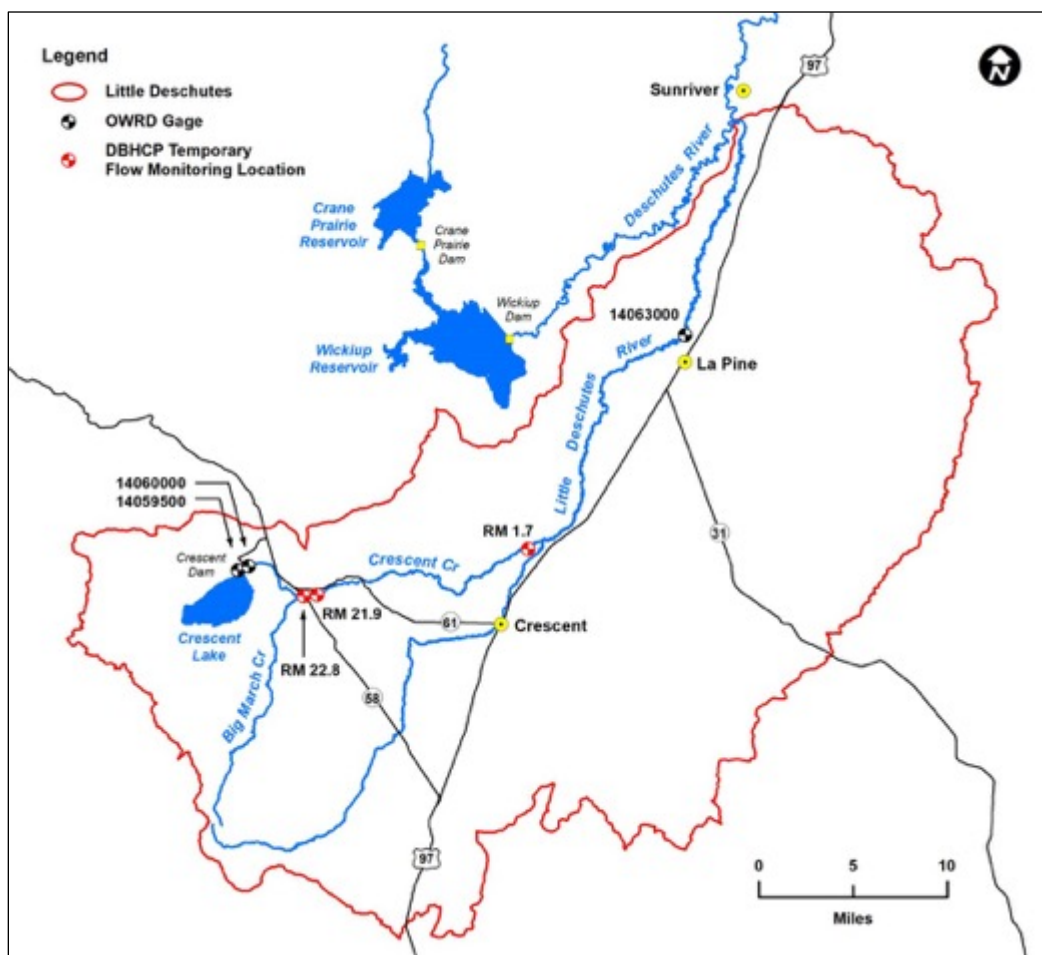 Legend
Little Deschutes
OWRD Gage
DBHCP Temporary
Flow Monitoring Location
N
97
Sunriver
Deschutes River
Crane
Prairie
Reservoir
Crane
Prairie
Dam
Wickiup
Dam
Wickiup
Reservoir
14063000
La Pine
Little Deschutes River
31
14060000
14059500
Crescent
Dam
RM 1.7
Crescent Cr
Crescent
Lake
RM 21.9
RM 22.8
61
Crescent
Big March Cr
58
97
0 5 10
Miles